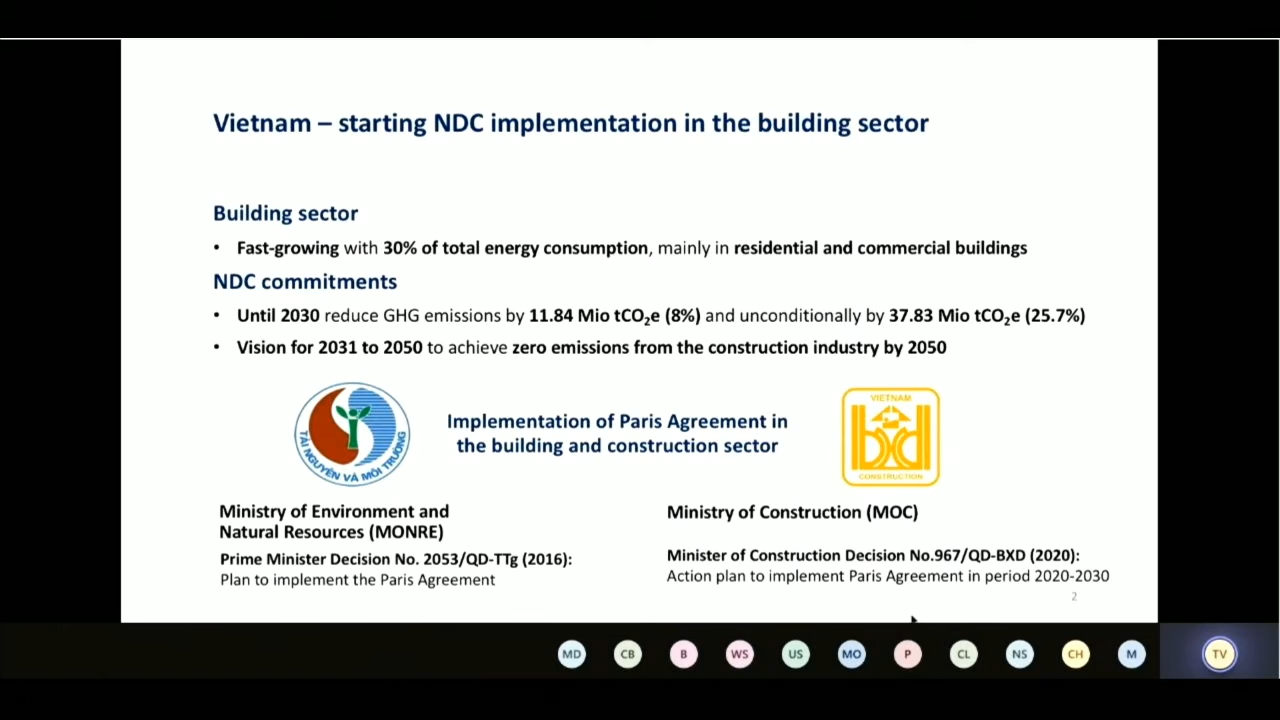 Vietnam – starting NDC implementation in the building sector
Building sector
• Fast-growing with 30% of total energy consumption, mainly in residential and commercial buildings
NDC commitments
• Until 2030 reduce GHG emissions by 11.84 Mio tCO₂e (8%) and unconditionally by 37.83 Mio tCO₂e (25.7%)
• Vision for 2031 to 2050 to achieve zero emissions from the construction industry by 2050
TÀI NGUYÊN VÀ MÔI TRƯỜNG
Implementation of Paris Agreement in
the building and construction sector
VIETNAM
bxd
CONSTRUCTION
Ministry of Environment and
Natural Resources (MONRE)
Prime Minister Decision No. 2053/QD-TTg (2016):
Plan to implement the Paris Agreement
Ministry of Construction (MOC)
Minister of Construction Decision No.967/QD-BXD (2020):
Action plan to implement Paris Agreement in period 2020-2030
2
MD CB B WS US MO P CL NS CH M TV